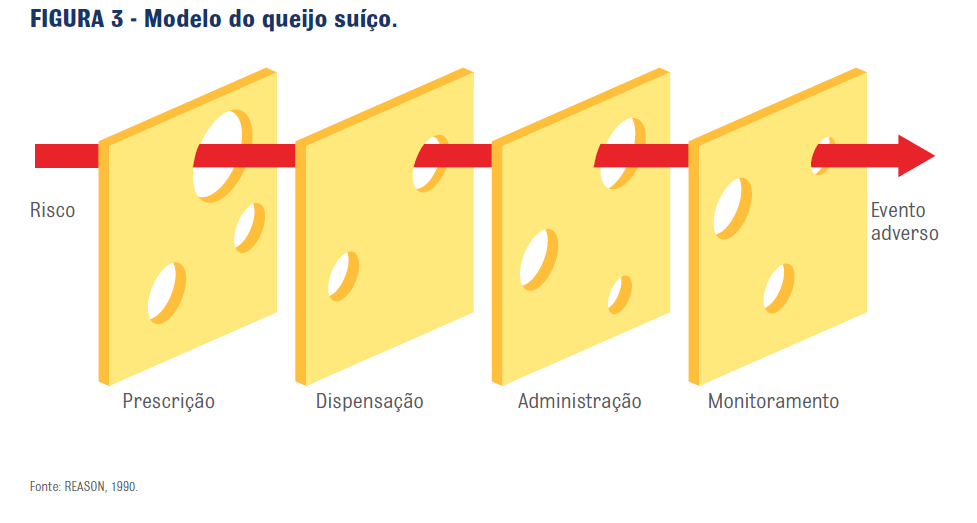 FIGURA 3 - Modelo do queijo suíço.
Risco
Evento
adverso
Prescrição
Dispensação
Administração
Monitoramento
Fonte: REASON, 1990.